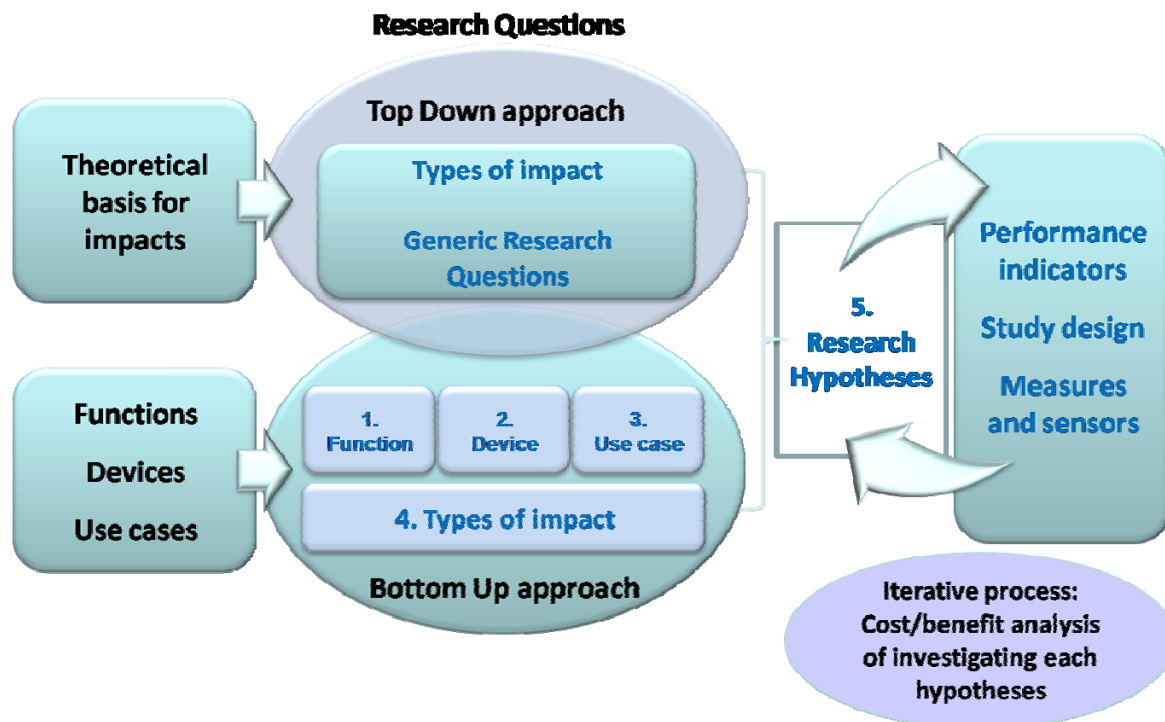 Research Questions
Theoretical
basis for
impacts
Top Down approach
Types of impact
Generic Research
Questions
Functions
Devices
Use cases
1.
Function
2.
Device
3.
Use case
4. Types of impact
Bottom Up approach
5.
Research
Hypotheses
Performance
indicators
Study design
Measures
and sensors
Iterative process:
Cost/benefit analysis
of investigating each
hypotheses